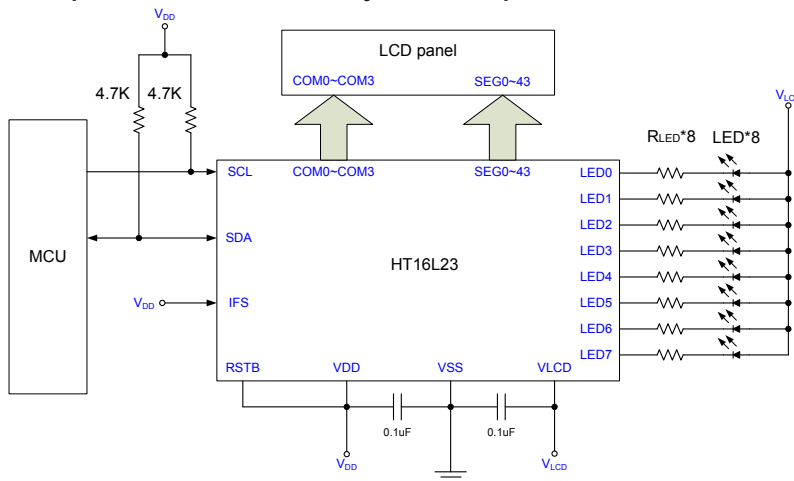 VDD
LCD panel
COM0~COM3 SEG0~43
4.7K 4.7K
VLC
RLED*8 LED*8
SCL COM0~COM3 SEG0~43 LED0
LED1
LED2
SDA
LED3
MCU
HT16L23
LED4
VDD IFS LED5
LED6
RSTB VDD VSS VLCD LED7
0.1uF 0.1uF
VDD VLCD